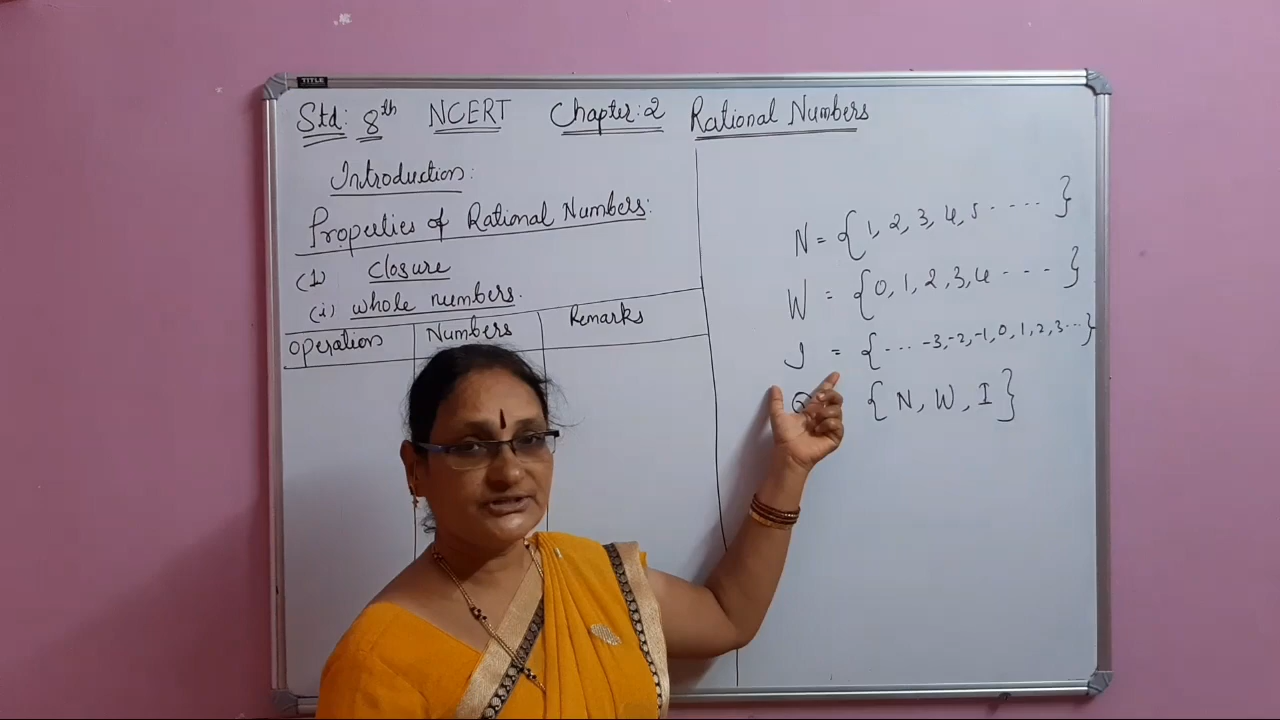 TITLE
Std: 8th NCERT Chapter:2 Rational Numbers
Introduction:
Properties of Rational Numbers:
(1) closure
(i) whole numbers.
operation Numbers Remarks
N = {1, 2, 3, 4, 5 ..... }
W = {0, 1, 2, 3, 4 .... }
I = {... -3, -2, -1, 0, 1, 2, 3...}
Q {N, W, I}